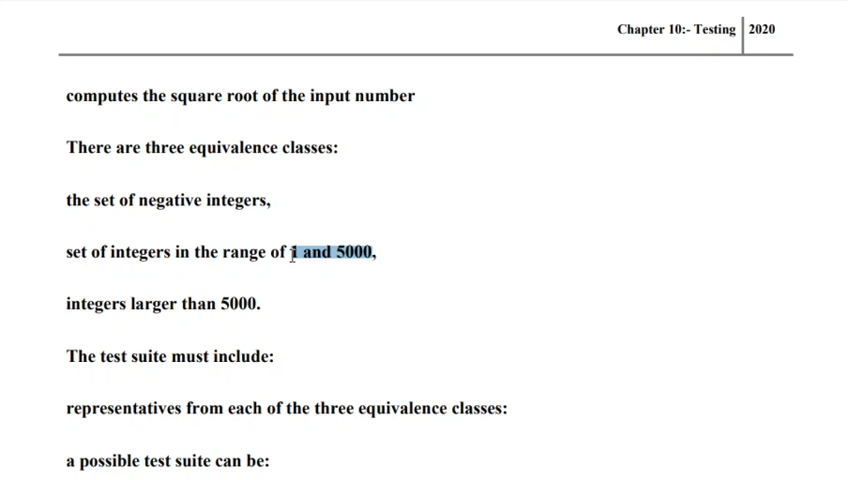 Chapter 10:- Testing 2020
computes the square root of the input number
There are three equivalence classes:
the set of negative integers,
set of integers in the range of 1 and 5000,
integers larger than 5000.
The test suite must include:
representatives from each of the three equivalence classes:
a possible test suite can be: